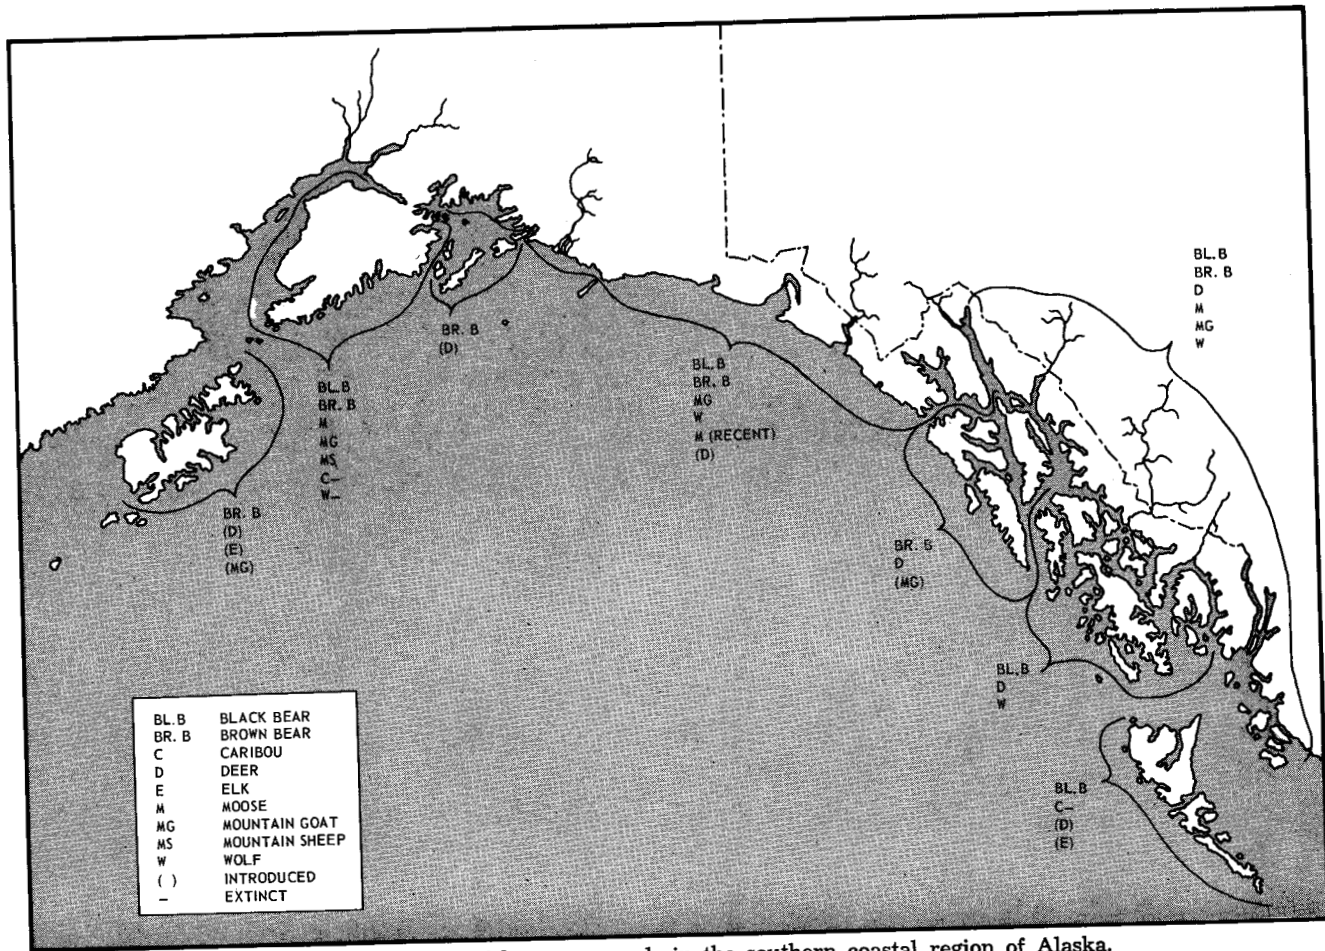 BL.B
BR. B
D
M
MG
W
BR. B
(D)
BL.B
BR. B
MG
W
M (RECENT)
(D)
BL.B
BR. B
M
MG
MS
C–
W–
BR. B
(D)
(E)
(MG)
BR. B
D
(MG)
BL.B
D
W
BL.B
C–
(D)
(E)
BL.B BLACK BEAR
BR. B BROWN BEAR
C CARIBOU
D DEER
E ELK
M MOOSE
MG MOUNTAIN GOAT
MS MOUNTAIN SHEEP
W WOLF
( ) INTRODUCED
– EXTINCT
in the southern coastal region of Alaska.